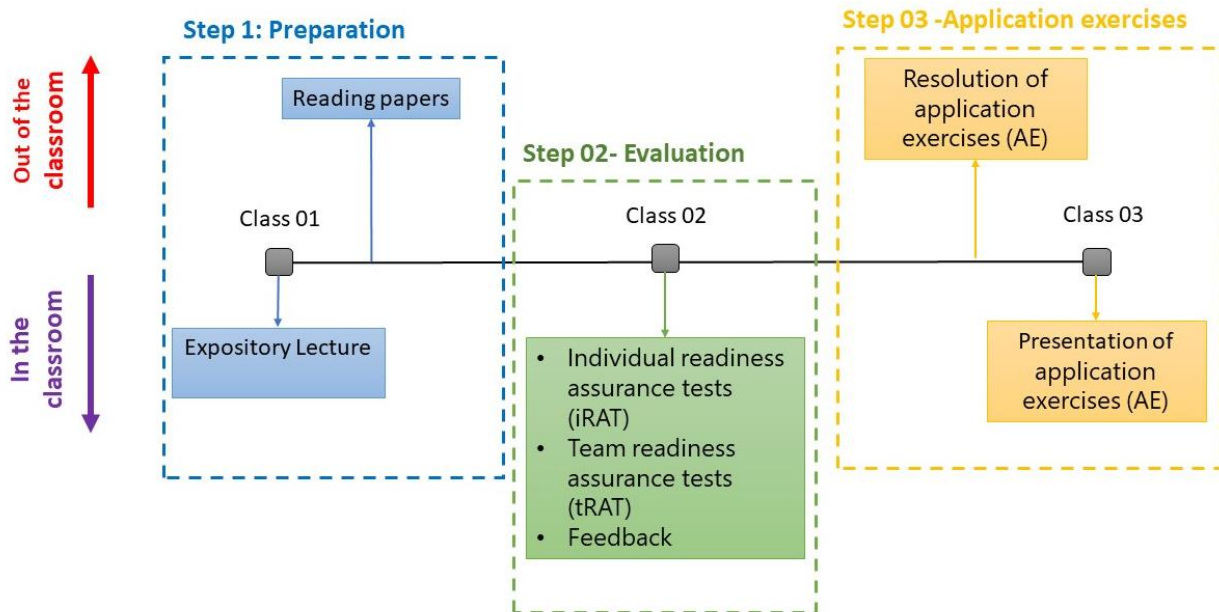 Step 1: Preparation
Step 03 -Application exercises
Out of the
classroom
Reading papers
Resolution of
application
exercises (AE)
Step 02- Evaluation
Class 01
Class 02
Class 03
In the
classroom
Expository Lecture
• Individual readiness
assurance tests
(iRAT)
• Team readiness
assurance tests
(tRAT)
• Feedback
Presentation of
application
exercises (AE)